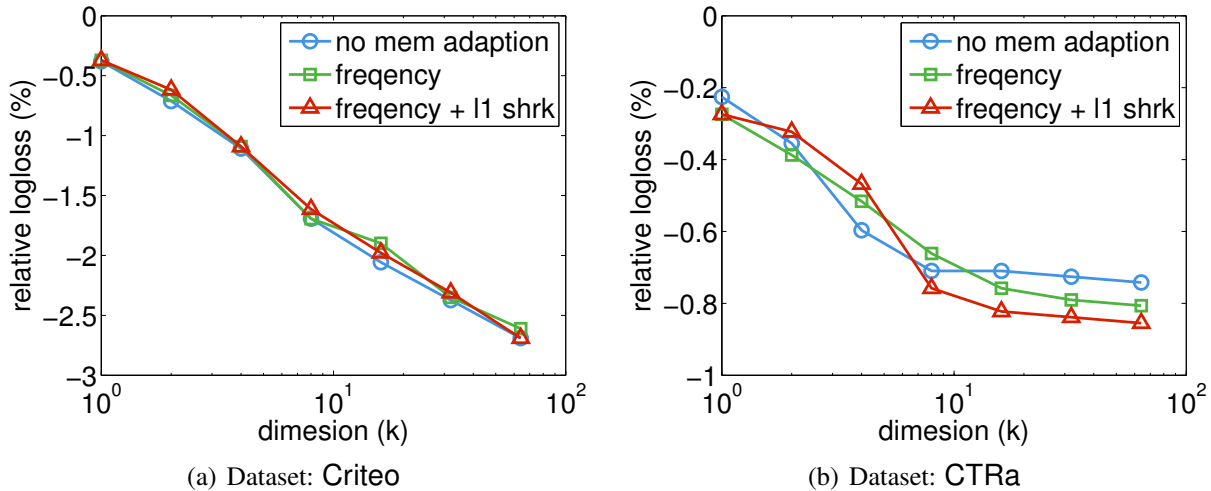 0
−0.5
−1
−1.5
−2
−2.5
−3
relative logloss (%)
no mem adaption
freqency
freqency + l1 shrk
10^0
10^1
10^2
dimesion (k)
(a) Dataset: Criteo
0
−0.2
−0.4
−0.6
−0.8
−1
relative logloss (%)
no mem adaption
freqency
freqency + l1 shrk
10^0
10^1
10^2
dimesion (k)
(b) Dataset: CTRa